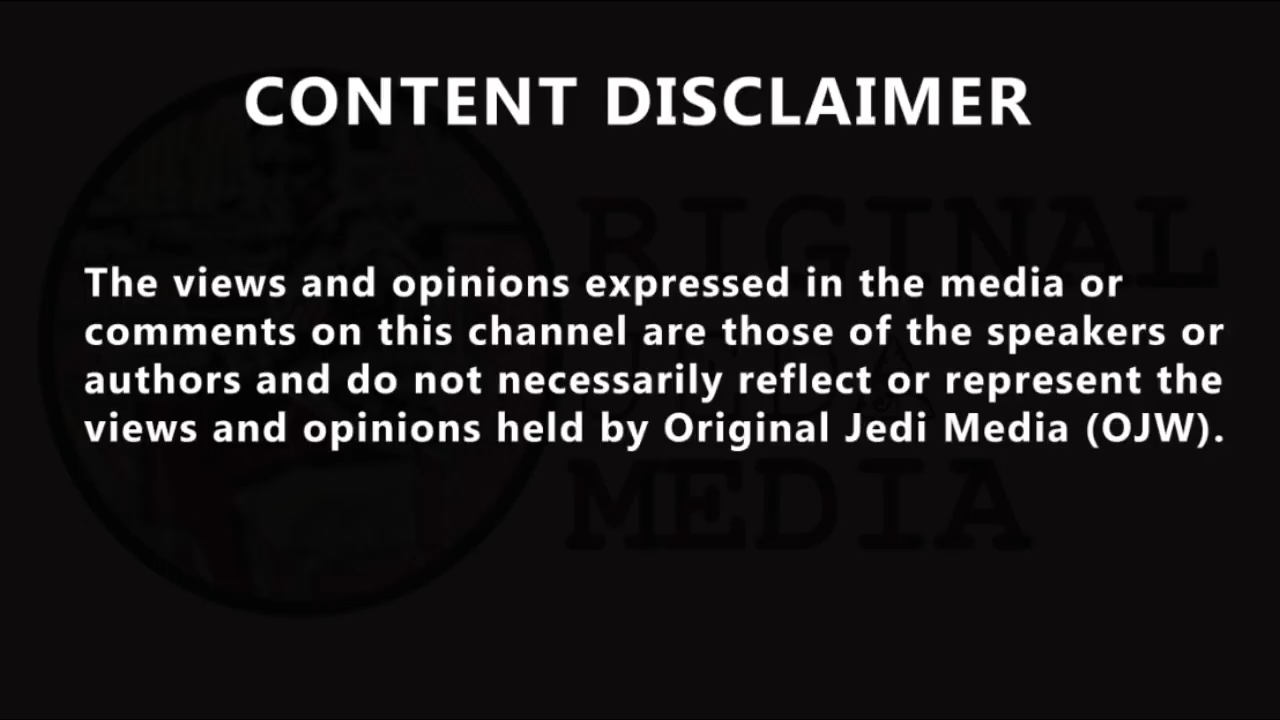 CONTENT DISCLAIMER
The views and opinions expressed in the media or
comments on this channel are those of the speakers or
authors and do not necessarily reflect or represent the
views and opinions held by Original Jedi Media (OJW).
RIGINAL
MEDIA